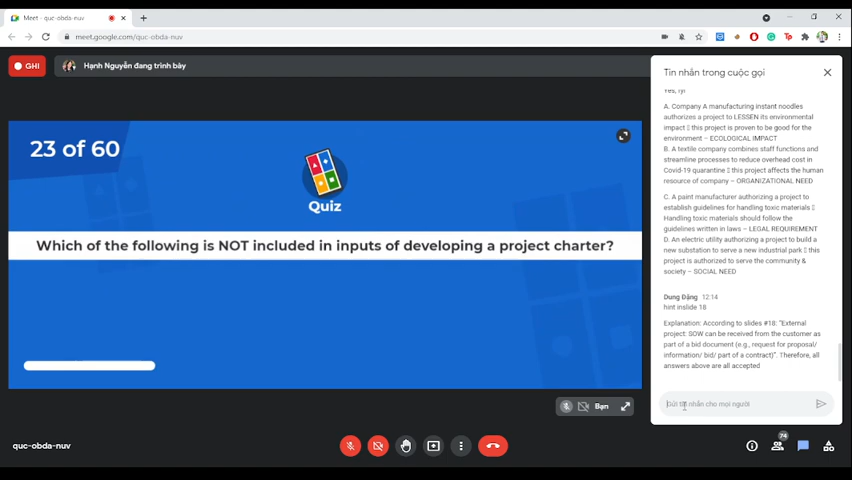 Meet - quc-obda-nuv
meet.google.com/quc-obda-nuv
GHI
Hạnh Nguyễn đang trình bày
23 of 60
Quiz
Which of the following is NOT included in inputs of developing a project charter?
Bạn
Tin nhắn trong cuộc gọi
A. Company A manufacturing instant noodles
authorizes a project to LESSEN its environmental
impact this project is proven to be good for the
environment – ECOLOGICAL IMPACT
B. A textile company combines staff functions and
streamline processes to reduce overhead cost in
Covid-19 quarantine this project affects the human
resource of company – ORGANIZATIONAL NEED
C. A paint manufacturer authorizing a project to
establish guidelines for handling toxic materials
Handling toxic materials should follow the
guidelines written in laws – LEGAL REQUIREMENT
D. An electric utility authorizing a project to build a
new substation to serve a new industrial park this
project is authorized to serve the community &
society – SOCIAL NEED
Dung Đặng 12:14
hint inslide 18
Explanation: According to slides #18: "External
project: SOW can be received from the customer as
part of a bid document (e.g., request for proposal/
information/ bid/ part of a contract)". Therefore, all
answers above are all accepted
Gửi tin nhắn cho mọi người
quc-obda-nuv
74